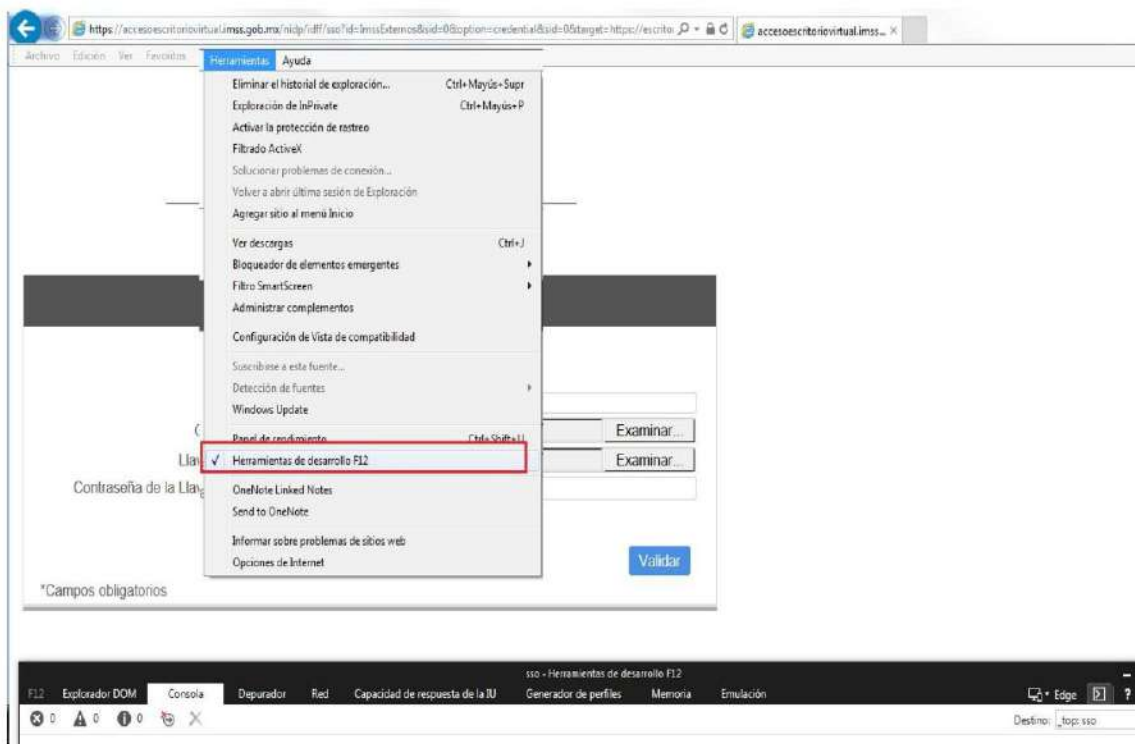 https://accesoescritoriovirtual.imss.gob.mx/nidp/idff/sso?id=ImssExternos&sid=0&option=credential&sid=0&target=https://escrito
accesoescritoriovirtual.imss...
Archivo Edición Ver Favoritos Herramientas Ayuda
Eliminar el historial de exploración... Ctrl+Mayús+Supr
Exploración de InPrivate Ctrl+Mayús+P
Activar la protección de rastreo
Filtrado ActiveX
Solucionar problemas de conexión...
Volver a abrir última sesión de Exploración
Agregar sitio al menú Inicio
Ver descargas Ctrl+J
Bloqueador de elementos emergentes
Filtro SmartScreen
Administrar complementos
Configuración de Vista de compatibilidad
Suscribirse a esta fuente...
Detección de fuentes
Windows Update
Panel de rendimiento Ctrl+Shift+U
Examinar...
Herramientas de desarrollo F12
Examinar...
Contraseña de la
OneNote Linked Notes
Send to OneNote
Informar sobre problemas de sitios web
Opciones de Internet
Validar
*Campos obligatorios
sso - Herramientas de desarrollo F12
F12 Explorador DOM Consola Depurador Red Capacidad de respuesta de la IU Generador de perfiles Memoria Emulación Edge ?
0 0 0 Destino: _top: sso